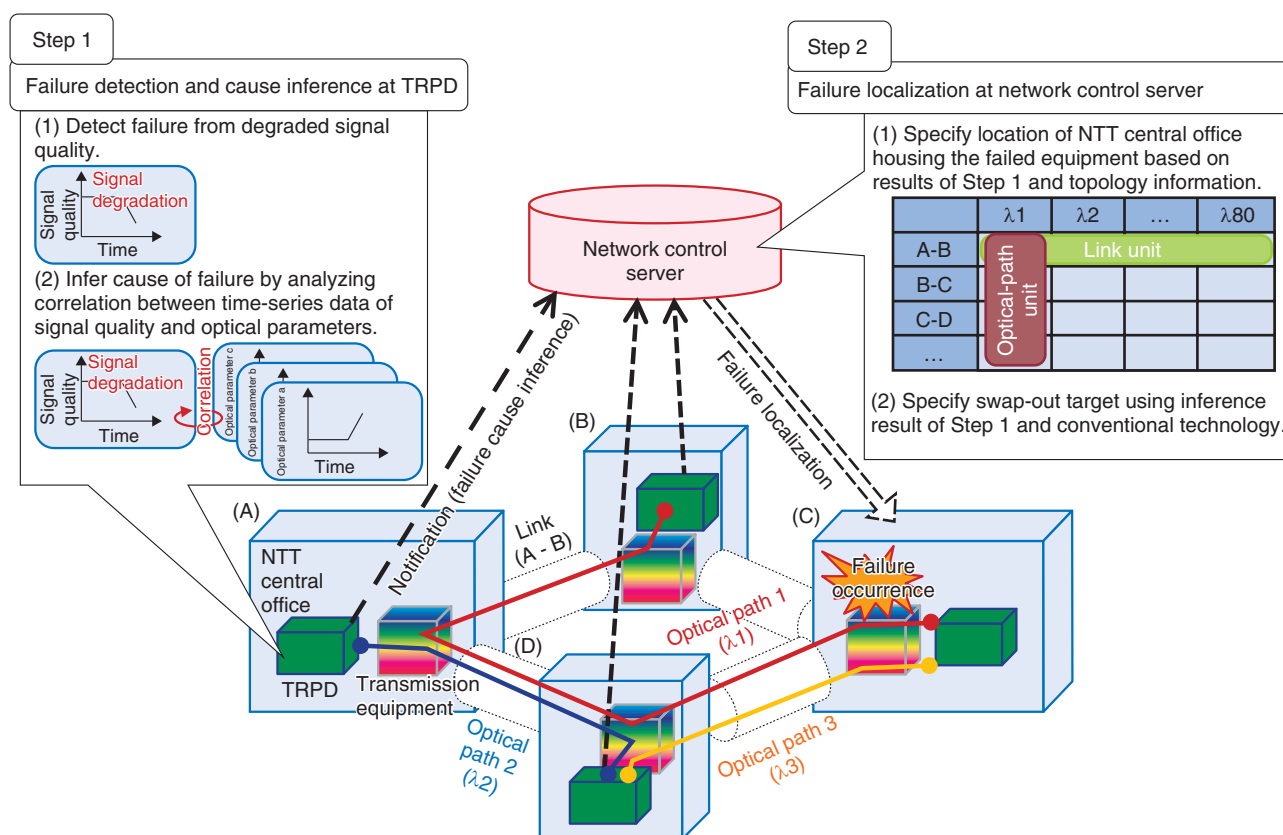 Step 1
Failure detection and cause inference at TRPD
(1) Detect failure from degraded signal
quality.
Signal
quality
Signal
degradation
Time
(2) Infer cause of failure by analyzing
correlation between time-series data of
signal quality and optical parameters.
Signal
quality
Signal
degradation
Time
Correlation
Optical parameter c
Optical parameter b
Optical parameter a
Time
Step 2
Failure localization at network control server
(1) Specify location of NTT central office
housing the failed equipment based on
results of Step 1 and topology information.
λ1 λ2 … λ80
A-B
Link unit
B-C
C-D
…
Optical-path
unit
(2) Specify swap-out target using inference
result of Step 1 and conventional technology.
Network control
server
Notification (failure cause inference)
Failure localization
(A)
NTT
central
office
TRPD
Transmission
equipment
Link
(A - B)
(B)
(C)
Failure
occurrence
(D)
Optical path 1
(λ1)
Optical
path 2
(λ2)
Optical path 3
(λ3)